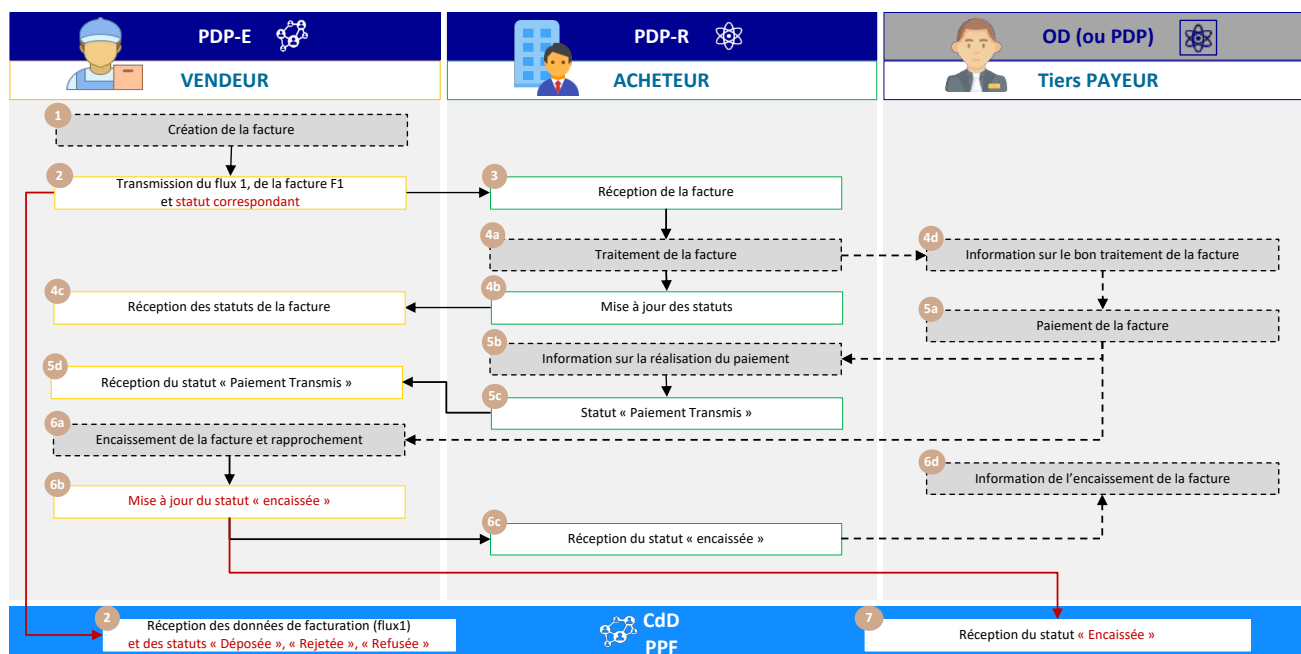 PDP-E
PDP-R
OD (ou PDP)
VENDEUR
ACHETEUR
Tiers PAYEUR
1
Création de la facture
2
Transmission du flux 1, de la facture F1
et statut correspondant
3
Réception de la facture
4a
Traitement de la facture
4d
Information sur le bon traitement de la facture
4c
Réception des statuts de la facture
4b
Mise à jour des statuts
5a
Paiement de la facture
5b
Information sur la réalisation du paiement
5d
Réception du statut « Paiement Transmis »
5c
Statut « Paiement Transmis »
6a
Encaissement de la facture et rapprochement
6d
Information de l'encaissement de la facture
6b
Mise à jour du statut « encaissée »
6c
Réception du statut « encaissée »
2
Réception des données de facturation (flux1)
et des statuts « Déposée », « Rejetée », « Refusée »
CdD
PPF
7
Réception du statut « Encaissée »